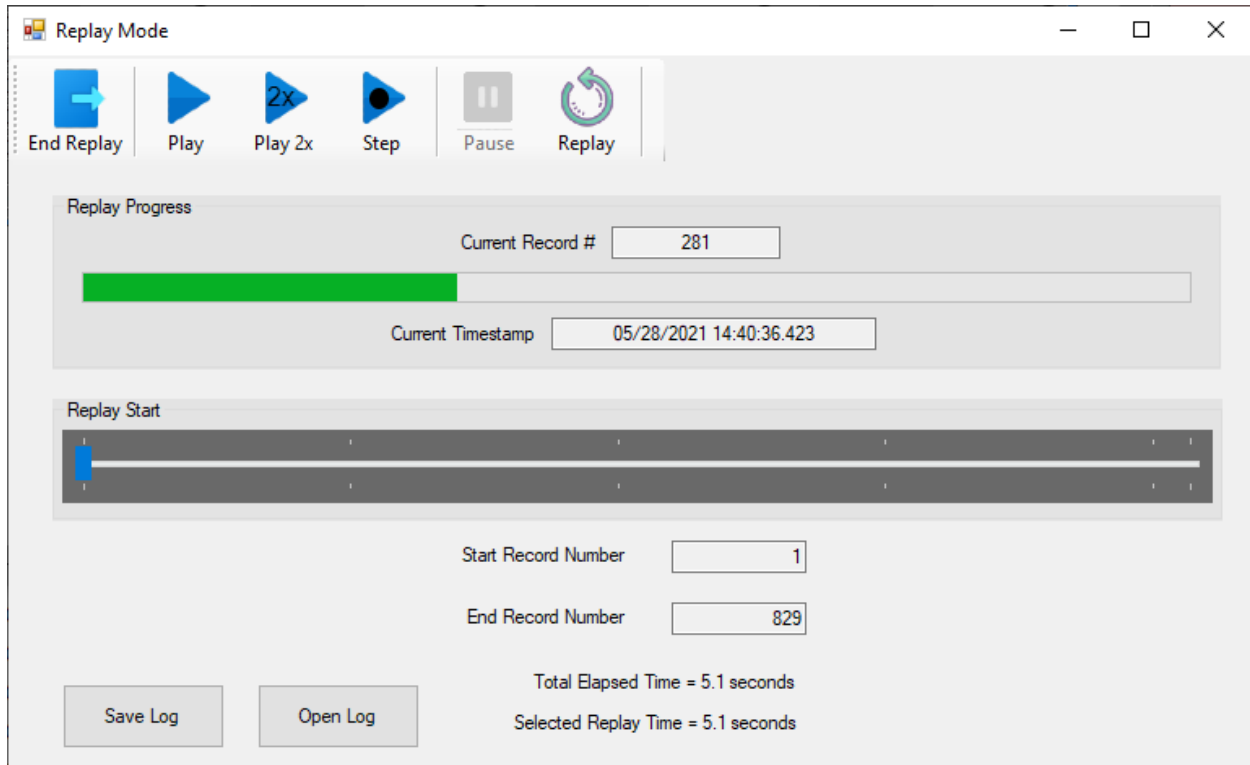 Replay Mode
2x
End Replay Play Play 2x Step Pause Replay
Replay Progress
Current Record # 281
Current Timestamp 05/28/2021 14:40:36.423
Replay Start
Start Record Number 1
End Record Number 829
Total Elapsed Time = 5.1 seconds
Save Log Open Log
Selected Replay Time = 5.1 seconds